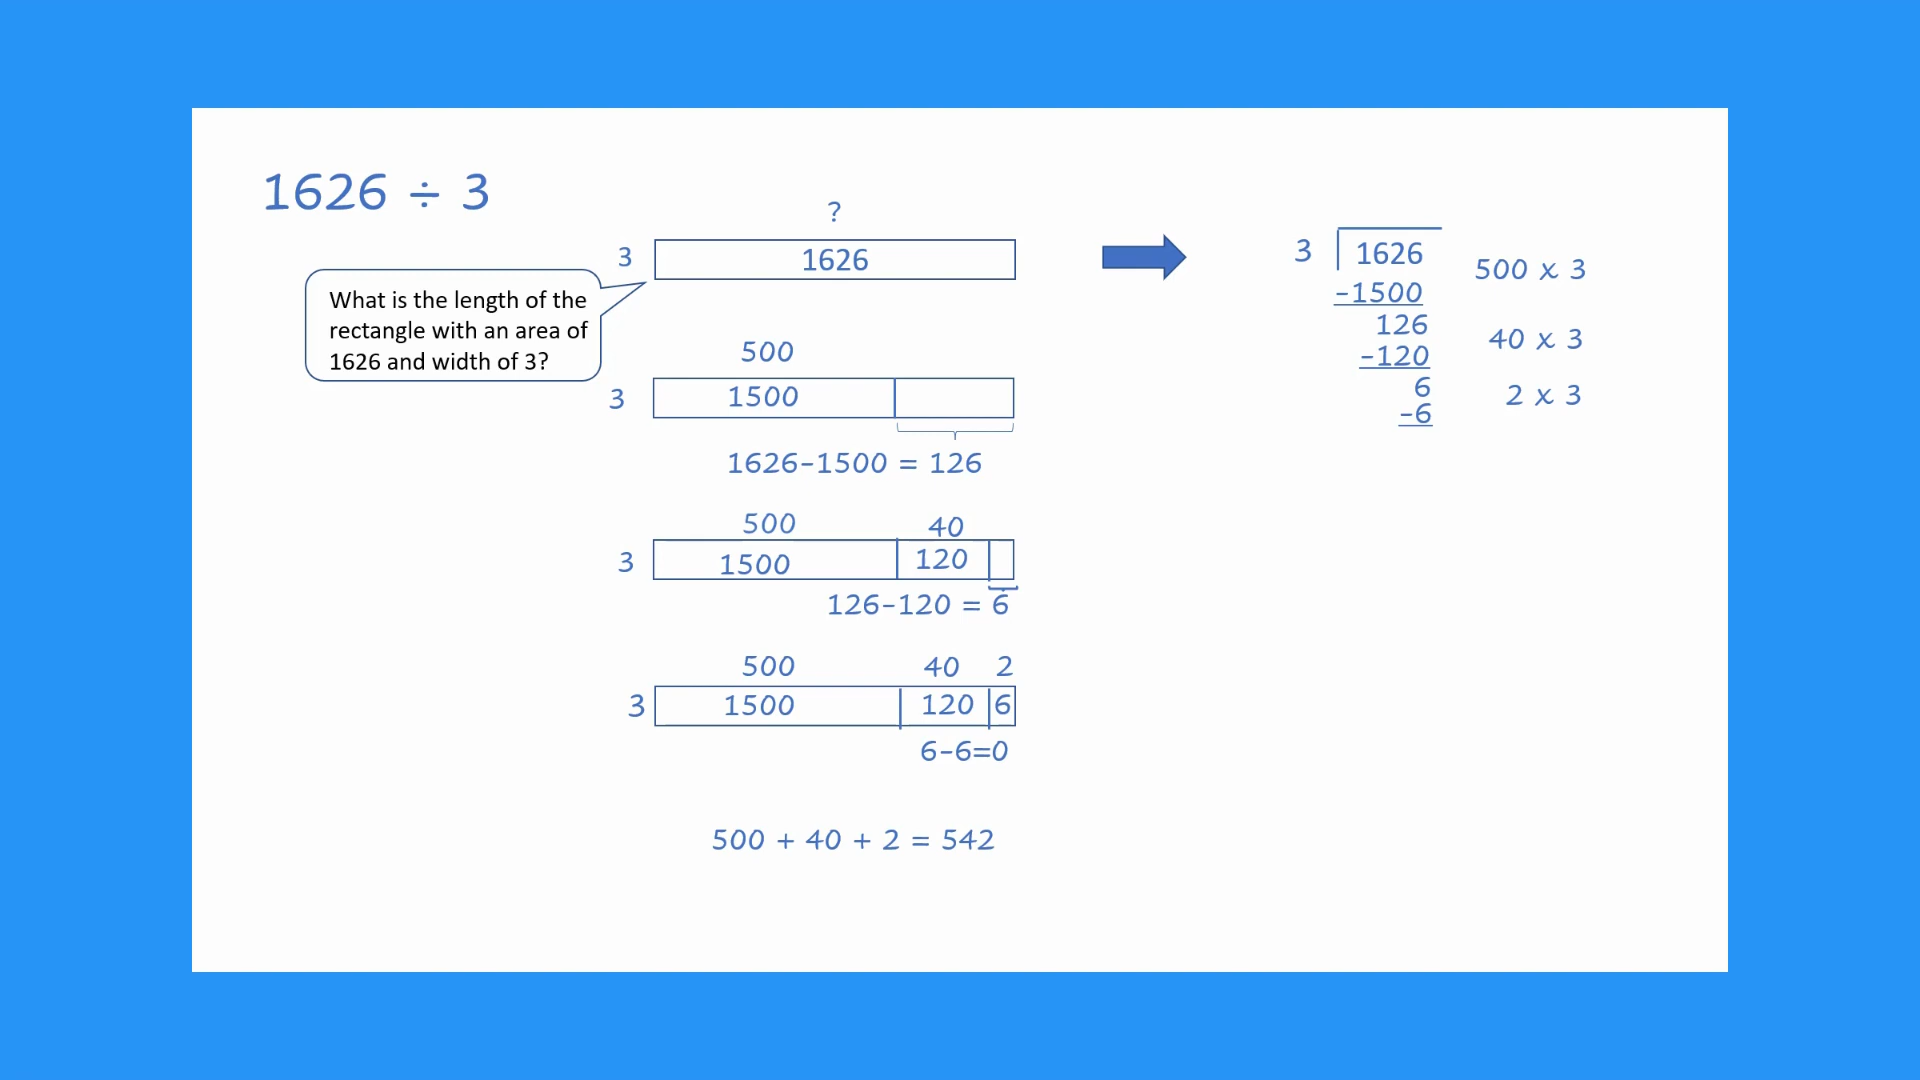 1626 ÷ 3
?
3 1626
What is the length of the
rectangle with an area of
1626 and width of 3?
500
3 1500
1626-1500 = 126
500 40
3 1500 120
126-120 = 6
500 40 2
3 1500 120 6
6-6=0
500 + 40 + 2 = 542
3 1626
500 x 3
-1500
126
40 x 3
-120
6
2 x 3
-6